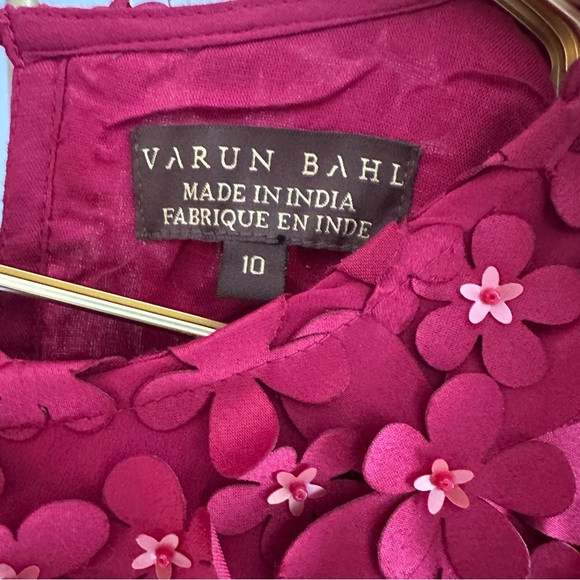 VARUN BAHL
MADE IN INDIA
FABRIQUE EN INDE
10